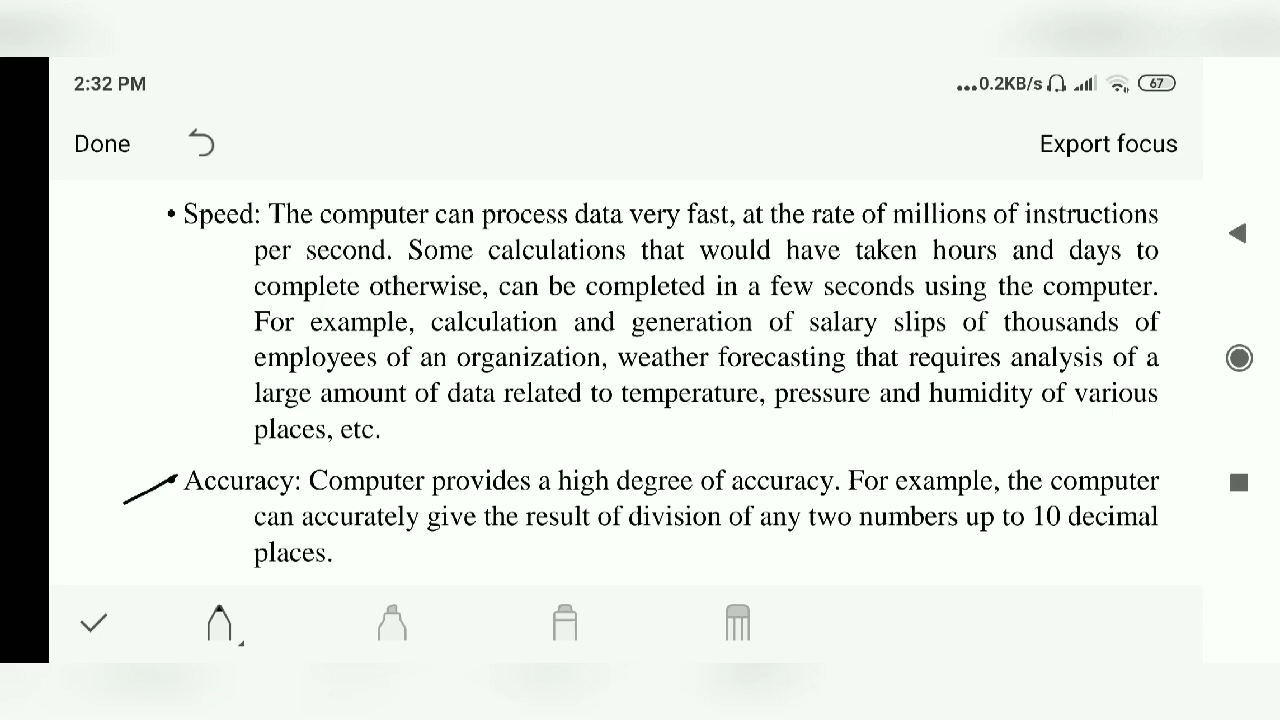 2:32 PM
...0.2KB/s
67
Done
Export focus
• Speed: The computer can process data very fast, at the rate of millions of instructions
per second. Some calculations that would have taken hours and days to
complete otherwise, can be completed in a few seconds using the computer.
For example, calculation and generation of salary slips of thousands of
employees of an organization, weather forecasting that requires analysis of a
large amount of data related to temperature, pressure and humidity of various
places, etc.
Accuracy: Computer provides a high degree of accuracy. For example, the computer
can accurately give the result of division of any two numbers up to 10 decimal
places.